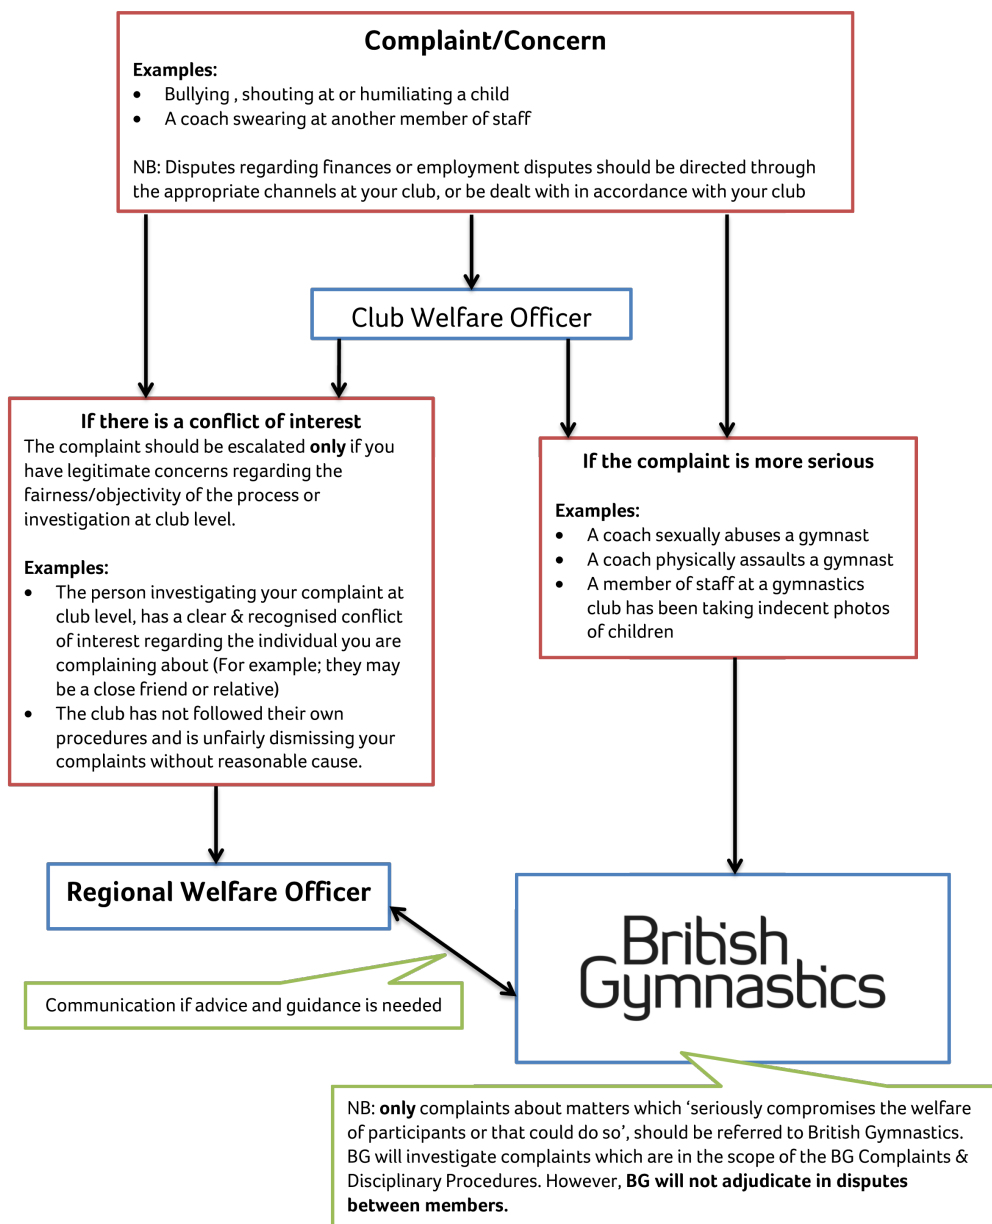 Complaint/Concern
Examples:
• Bullying , shouting at or humiliating a child
• A coach swearing at another member of staff
NB: Disputes regarding finances or employment disputes should be directed through
the appropriate channels at your club, or be dealt with in accordance with your club
Club Welfare Officer
If there is a conflict of interest
The complaint should be escalated only if you
have legitimate concerns regarding the
fairness/objectivity of the process or
investigation at club level.
Examples:
• The person investigating your complaint at
club level, has a clear & recognised conflict
of interest regarding the individual you are
complaining about (For example; they may
be a close friend or relative)
• The club has not followed their own
procedures and is unfairly dismissing your
complaints without reasonable cause.
If the complaint is more serious
Examples:
• A coach sexually abuses a gymnast
• A coach physically assaults a gymnast
• A member of staff at a gymnastics
club has been taking indecent photos
of children
Regional Welfare Officer
British
Gymnastics
Communication if advice and guidance is needed
NB: only complaints about matters which ‘seriously compromises the welfare
of participants or that could do so’, should be referred to British Gymnastics.
BG will investigate complaints which are in the scope of the BG Complaints &
Disciplinary Procedures. However, BG will not adjudicate in disputes
between members.